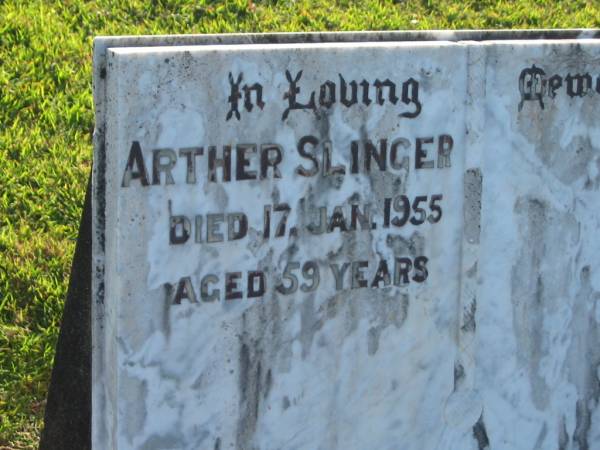 In Loving
ARTHER SLINGER
DIED 17, JAN. 1955
AGED 59 YEARS